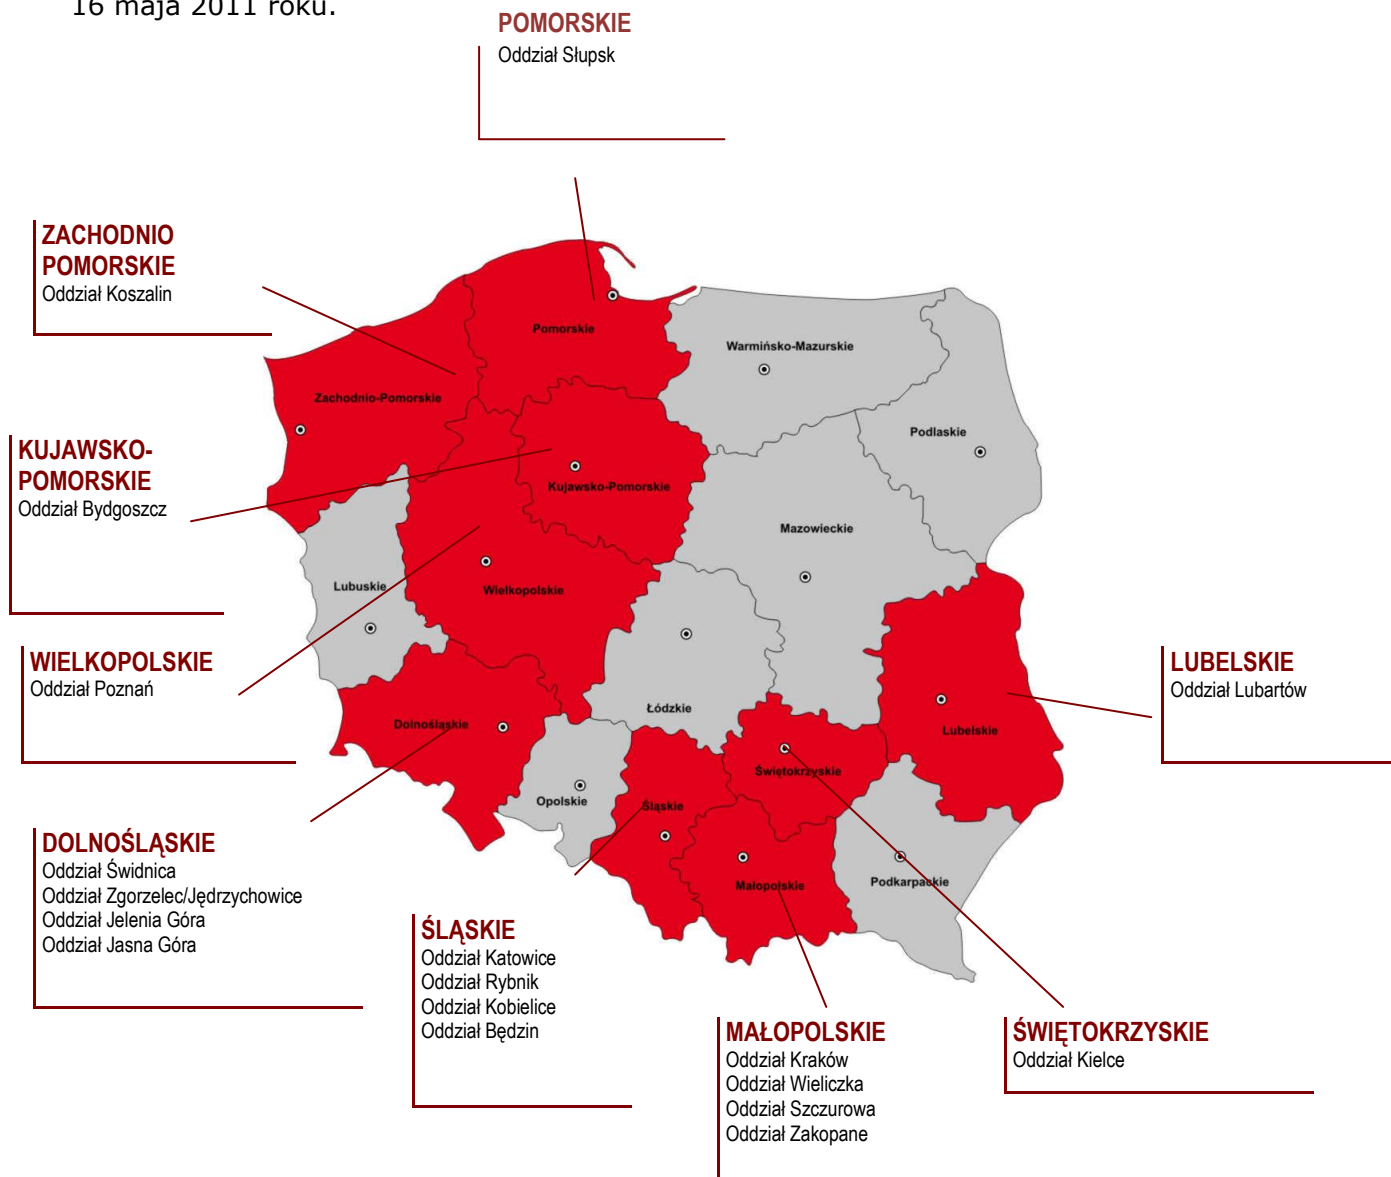 16 maja 2011 roku.
POMORSKIE
Oddział Słupsk
ZACHODNIO
POMORSKIE
Oddział Koszalin
KUJAWSKO-
POMORSKIE
Oddział Bydgoszcz
WIELKOPOLSKIE
Oddział Poznań
DOLNOŚLĄSKIE
Oddział Świdnica
Oddział Zgorzelec/Jędrzychowice
Oddział Jelenia Góra
Oddział Jasna Góra
ŚLĄSKIE
Oddział Katowice
Oddział Rybnik
Oddział Kobielice
Oddział Będzin
MAŁOPOLSKIE
Oddział Kraków
Oddział Wieliczka
Oddział Szczurowa
Oddział Zakopane
ŚWIĘTOKRZYSKIE
Oddział Kielce
LUBELSKIE
Oddział Lubartów
Pomorskie
Warmińsko-Mazurskie
Zachodnio-Pomorskie
Podlaskie
Kujawsko-Pomorskie
Mazowieckie
Lubuskie
Wielkopolskie
Łódzkie
Dolnośląskie
Lubelskie
Świętokrzyskie
Opolskie
Śląskie
Małopolskie
Podkarpackie